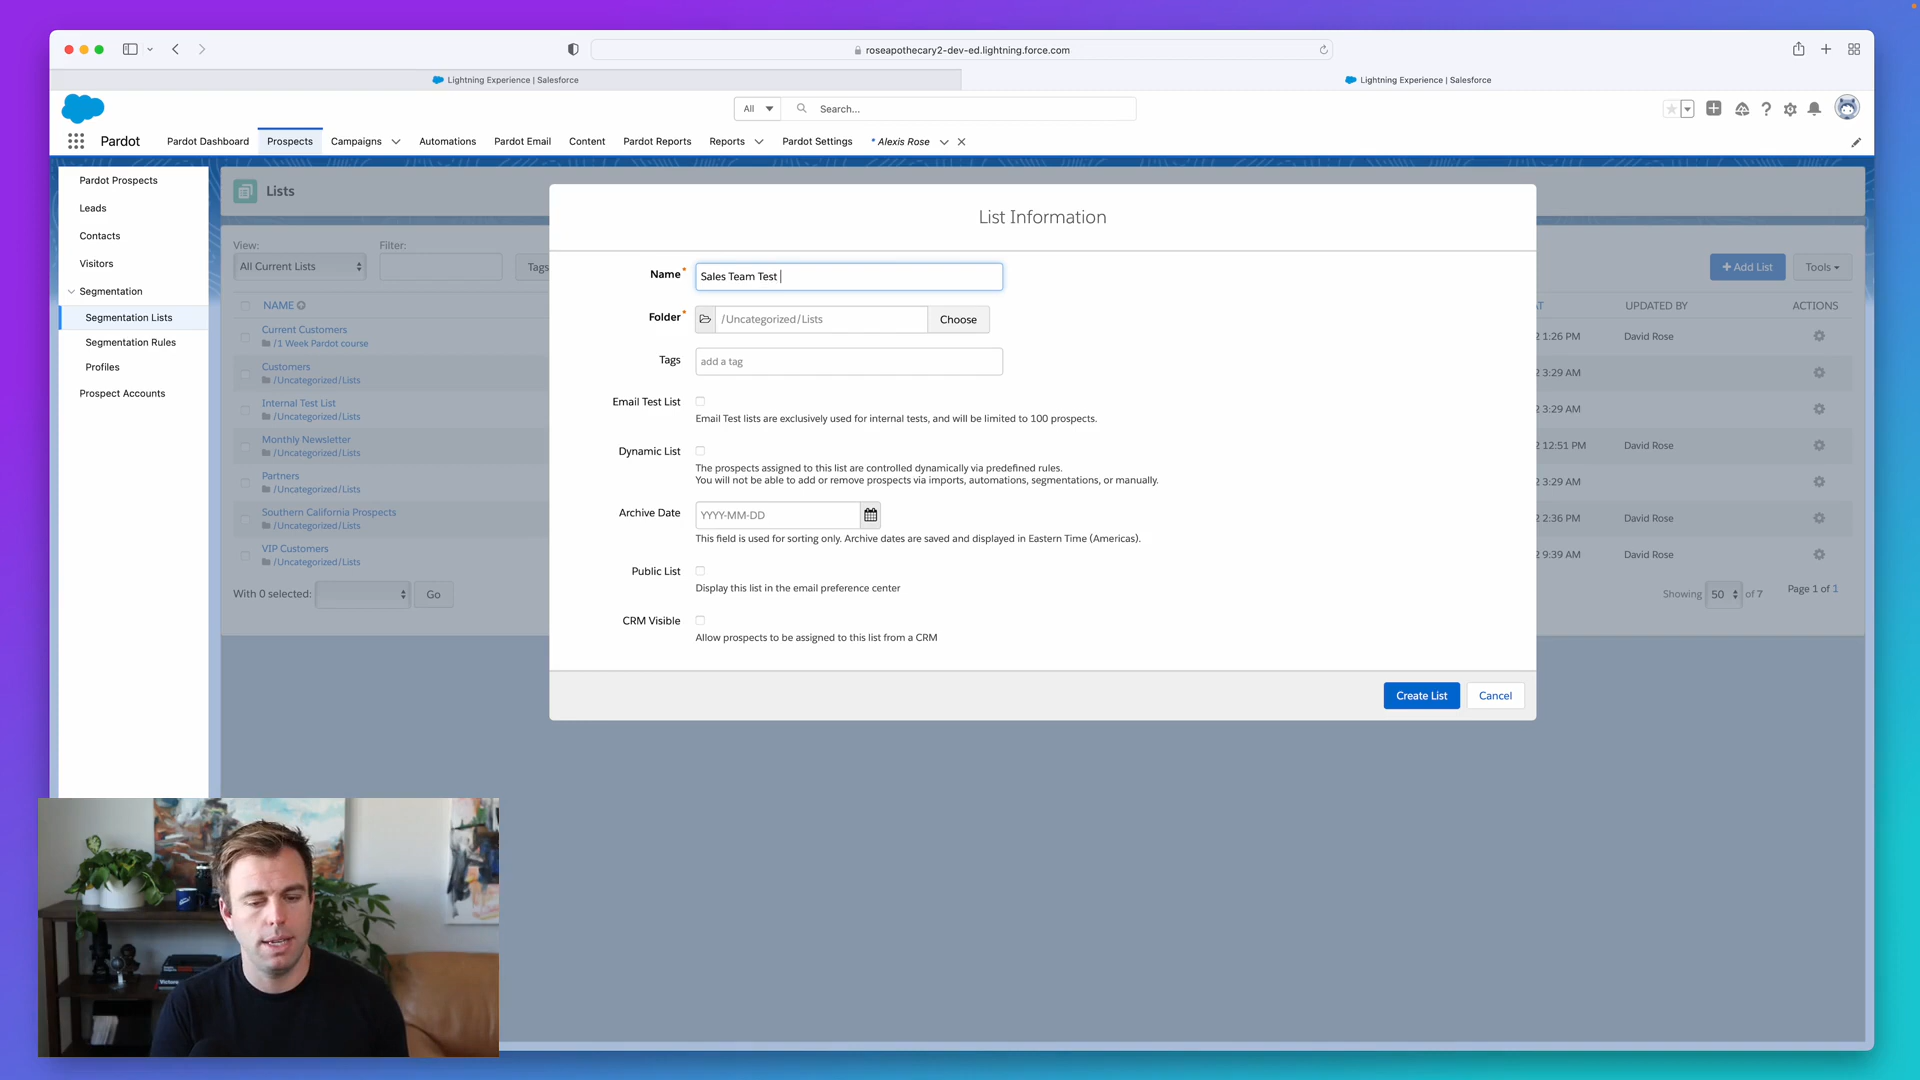 roseapothecary2-dev-ed.lightning.force.com
Lightning Experience | Salesforce
Lightning Experience | Salesforce
All
Search...
Pardot
Pardot Dashboard
Prospects
Campaigns
Automations
Pardot Email
Content
Pardot Reports
Reports
Pardot Settings
* Alexis Rose
Pardot Prospects
Leads
Contacts
Visitors
Segmentation
Segmentation Lists
Segmentation Rules
Profiles
Prospect Accounts
Lists
View:
All Current Lists
Filter:
Tags
+ Add List
Tools
NAME
UPDATED BY
ACTIONS
Current Customers
/1 Week Pardot course
1:26 PM
David Rose
Customers
/Uncategorized/Lists
3:29 AM
Internal Test List
/Uncategorized/Lists
3:29 AM
Monthly Newsletter
/Uncategorized/Lists
12:51 PM
David Rose
Partners
/Uncategorized/Lists
3:29 AM
Southern California Prospects
/Uncategorized/Lists
2:36 PM
David Rose
VIP Customers
/Uncategorized/Lists
9:39 AM
David Rose
With 0 selected:
Go
Showing 50 of 7
Page 1 of 1
List Information
Name*
Sales Team Test
Folder*
/Uncategorized/Lists
Choose
Tags
add a tag
Email Test List
Email Test lists are exclusively used for internal tests, and will be limited to 100 prospects.
Dynamic List
The prospects assigned to this list are controlled dynamically via predefined rules.
You will not be able to add or remove prospects via imports, automations, segmentations, or manually.
Archive Date
YYYY-MM-DD
This field is used for sorting only. Archive dates are saved and displayed in Eastern Time (Americas).
Public List
Display this list in the email preference center
CRM Visible
Allow prospects to be assigned to this list from a CRM
Create List
Cancel